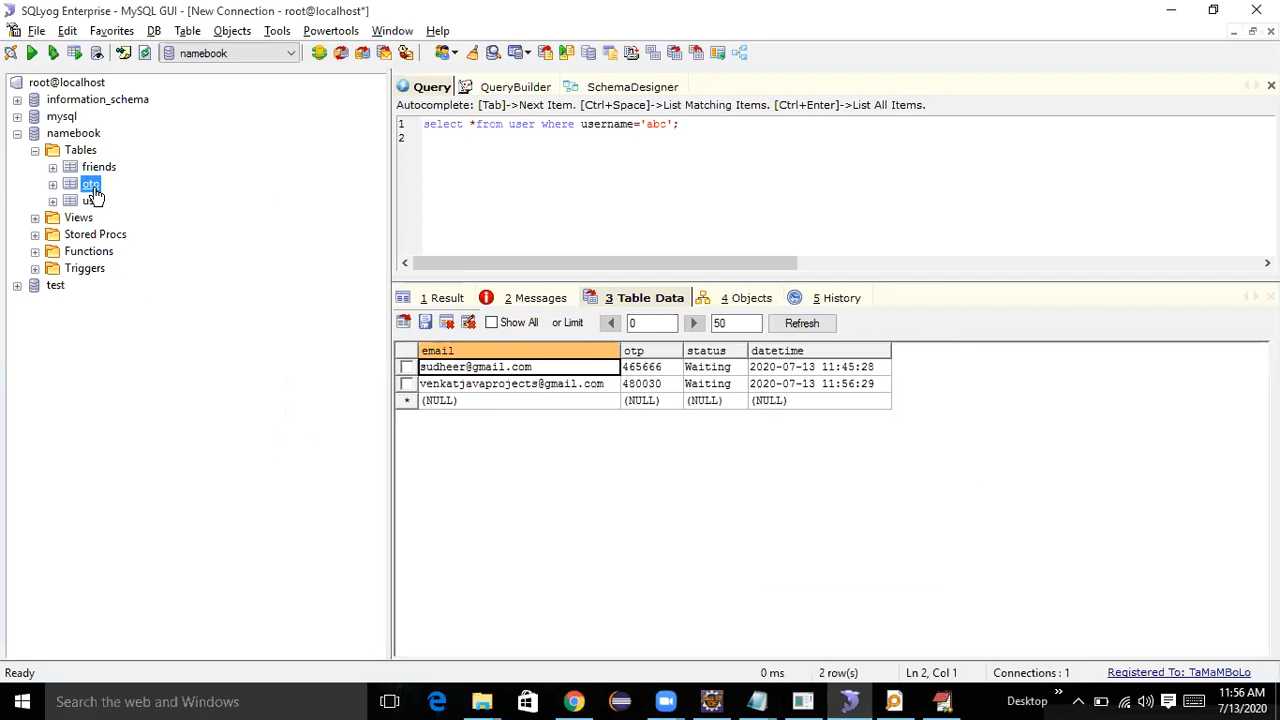 SQLyog Enterprise - MySQL GUI - [New Connection - root@localhost*]
File Edit Favorites DB Table Objects Tools Powertools Window Help
namebook
root@localhost
information_schema
mysql
namebook
Tables
friends
otp
Views
Stored Procs
Functions
Triggers
test
Query QueryBuilder SchemaDesigner
Autocomplete: [Tab]->Next Item. [Ctrl+Space]->List Matching Items. [Ctrl+Enter]->List All Items.
1 select *from user where username='abc';
2
1 Result 2 Messages 3 Table Data 4 Objects 5 History
Show All or Limit 0 50 Refresh
email otp status datetime
sudheer@gmail.com 465666 Waiting 2020-07-13 11:45:28
venkatjavaprojects@gmail.com 480030 Waiting 2020-07-13 11:56:29
* (NULL) (NULL) (NULL) (NULL)
Ready 0 ms 2 row(s) Ln 2, Col 1 Connections : 1 Registered To: TaMaMBoLo
Search the web and Windows
Desktop
11:56 AM
7/13/2020